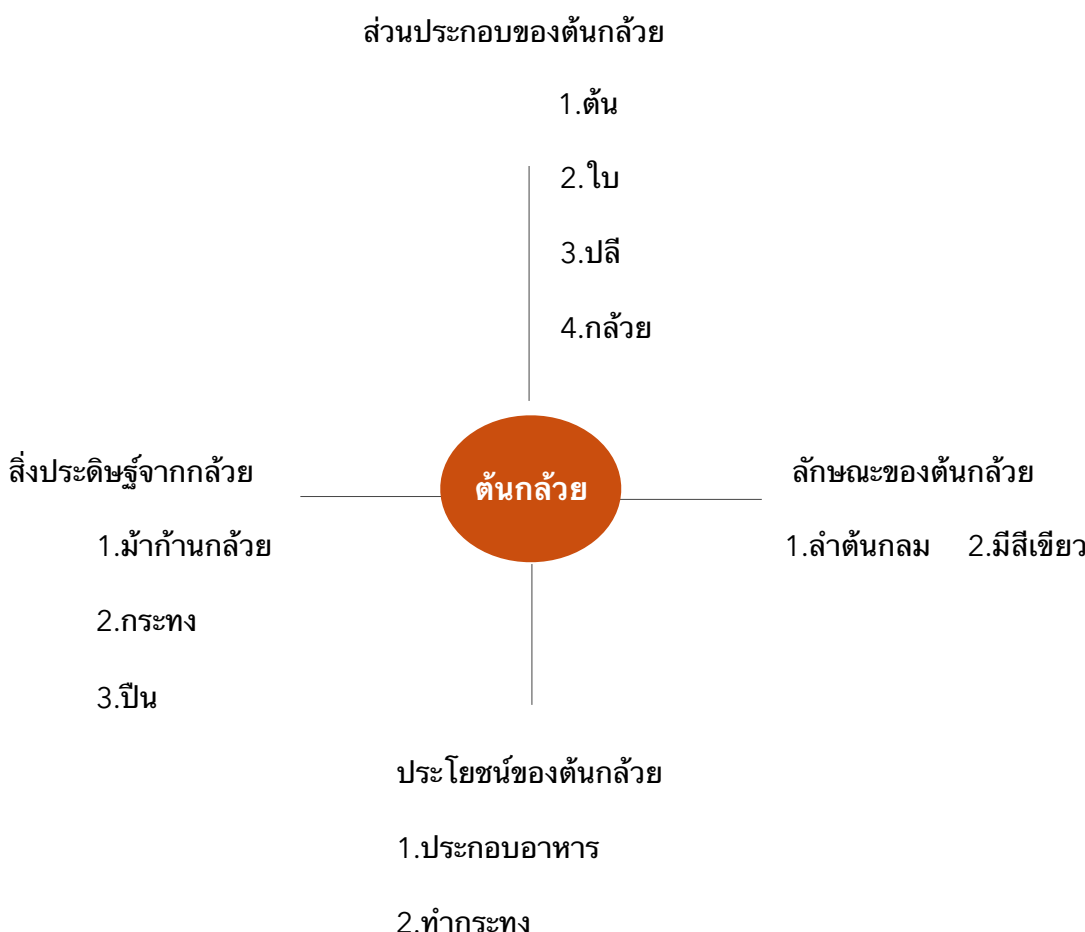 ส่วนประกอบของต้นกล้วย
1.ต้น
2.ใบ
3.ปลี
4.กล้วย
ต้นกล้วย
สิ่งประดิษฐ์จากกล้วย
1.ม้าก้านกล้วย
2.กระทง
3.ปืน
ลักษณะของต้นกล้วย
1.ลำต้นกลม 2.มีสีเขียว
ประโยชน์ของต้นกล้วย
1.ประกอบอาหาร
2.ทำกระทง